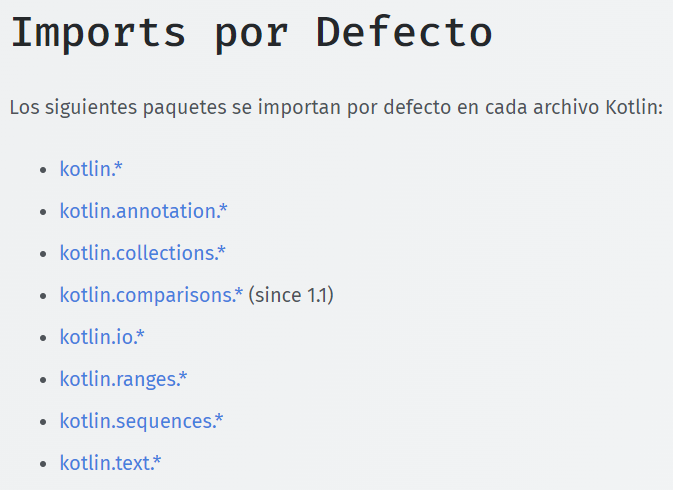 Imports por Defecto
Los siguientes paquetes se importan por defecto en cada archivo Kotlin:
• kotlin.*
• kotlin.annotation.*
• kotlin.collections.*
• kotlin.comparisons.* (since 1.1)
• kotlin.io.*
• kotlin.ranges.*
• kotlin.sequences.*
• kotlin.text.*